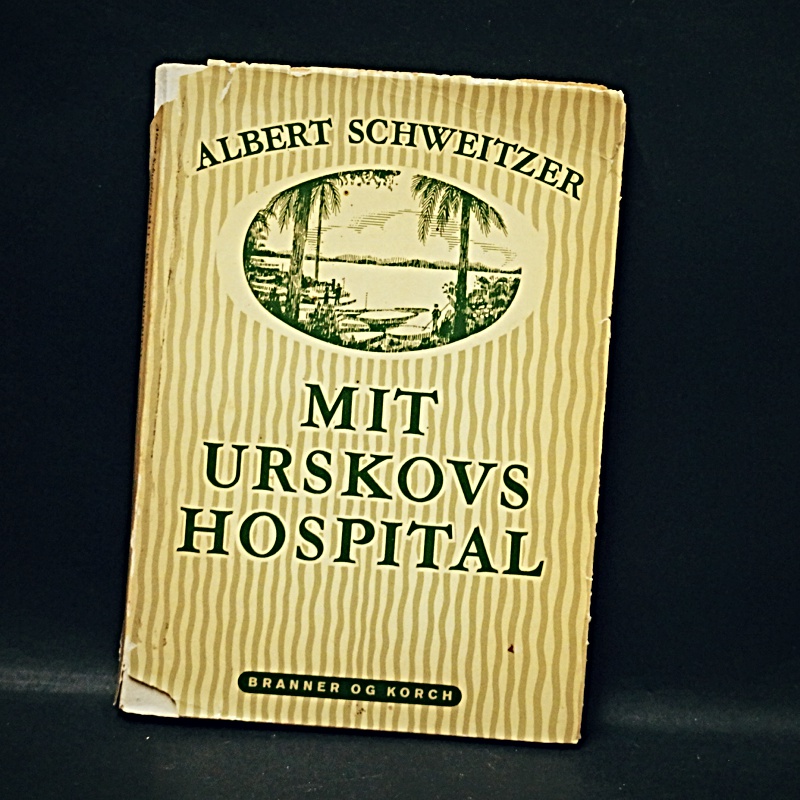 ALBERT SCHWEITZER
MIT
URSKOVS
HOSPITAL
BRANNER OG KORCH